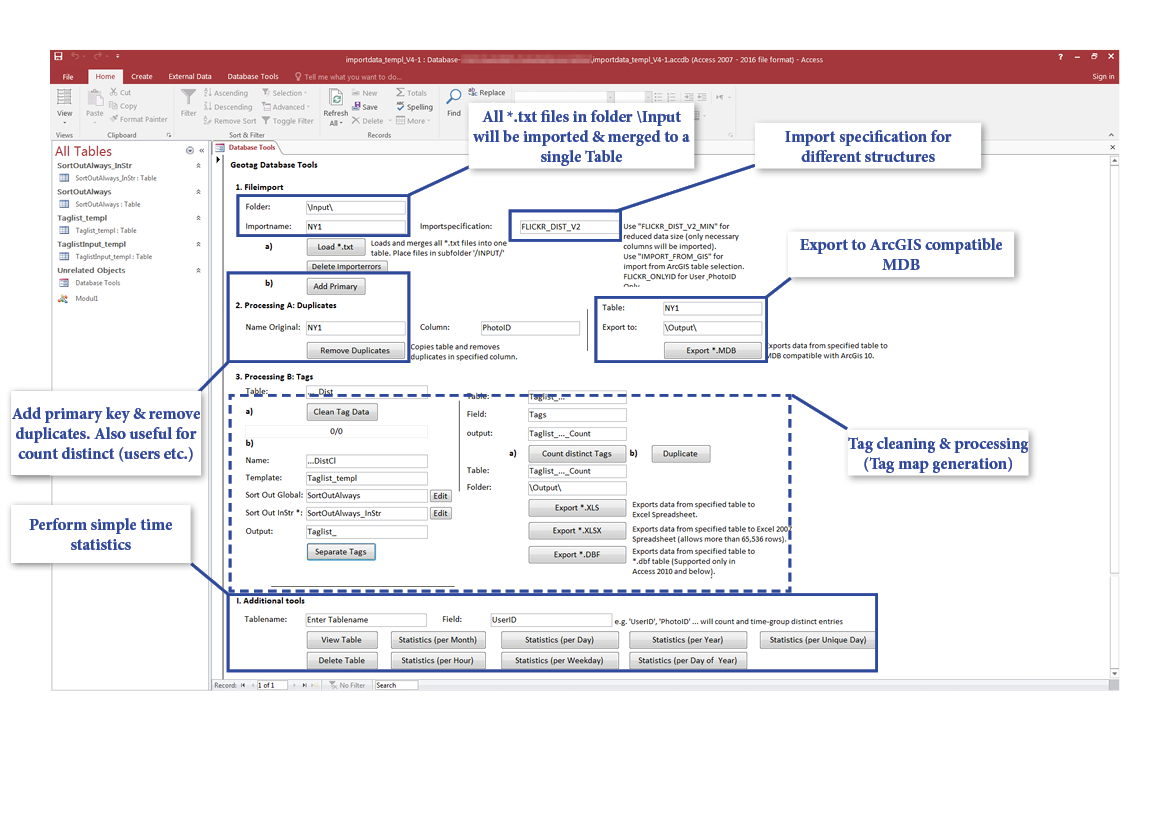 importdata_templ_V4-1 : Database-
importdata_templ_V4-1.accdb (Access 2007 - 2016 file format) - Access
?
File
Home
Create
External Data
Database Tools
Tell me what you want to do...
Sign in
View
Views
Paste
Cut
Copy
Format Painter
Clipboard
Filter
Ascending
Descending
Remove Sort
Selection
Advanced
Toggle Filter
Sort & Filter
Refresh
All
New
Save
Delete
Totals
Spelling
More
Records
Find
Replace
All *.txt files in folder \Input
will be imported & merged to a
single Table
Import specification for
different structures
All Tables
SortOutAlways_InStr
SortOutAlways_InStr : Table
SortOutAlways
SortOutAlways : Table
Taglist_templ
Taglist_templ : Table
TaglistInput_templ
TaglistInput_templ : Table
Unrelated Objects
Database Tools
Modul1
Database Tools
Geotag Database Tools
1. Fileimport
Folder:
\Input\
Importname:
NY1
Importspecification:
FLICKR_DIST_V2
Use "FLICKR_DIST_V2_MIN" for
reduced data size (only necessary
columns will be imported).
Use "IMPORT_FROM_GIS" for
import from ArcGIS table selection.
FLICKR_ONLYID for User ,PhotoID
Only
a)
Load *.txt
Loads and merges all *.txt files into one
table. Place files in subfolder '/INPUT/'
Delete Importerrors
b)
Add Primary
Export to ArcGIS compatible
MDB
2. Processing A: Duplicates
Name Original:
NY1
Column:
PhotoID
Remove Duplicates
Copies table and removes
duplicates in specified column.
Table:
NY1
Export to:
\Output\
Export *.MDB
Exports data from specified table to
MDB compatible with ArcGis 10.
3. Processing B: Tags
Table:
..._Dist
a)
Clean Tag Data
0/0
b)
Name:
...DistCl
Template:
Taglist_templ
Sort Out Global:
SortOutAlways
Edit
Sort Out InStr *:
SortOutAlways_InStr
Edit
Output:
Taglist_
Separate Tags
Table:
Taglist_...
Field:
Tags
output:
Taglist_..._Count
a)
Count distinct Tags
b)
Duplicate
Table:
Taglist_..._Count
Folder:
\Output\
Export *.XLS
Exports data from specified table to
Excel Spreadsheet.
Export *.XLSX
Exports data from specified table to Excel 2007
Spreadsheet (allows more than 65,536 rows).
Export *.DBF
Exports data from specified table to
*.dbf table (Supported only in
Access 2010 and below).
Add primary key & remove
duplicates. Also useful for
count distinct (users etc.)
Tag cleaning & processing
(Tag map generation)
Perform simple time
statistics
I. Additional tools
Tablename:
Enter Tablename
Field:
UserID
e.g. 'UserID', 'PhotoID' ... will count and time-group distinct entries
View Table
Statistics (per Month)
Statistics (per Day)
Statistics (per Year)
Statistics (per Unique Day)
Delete Table
Statistics (per Hour)
Statistics (per Weekday)
Statistics (per Day of Year)
Record:
1 of 1
No Filter
Search